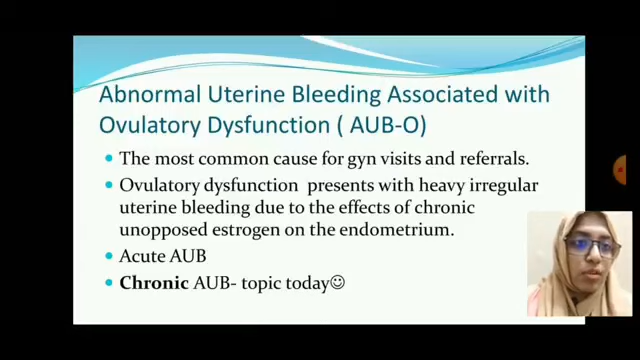 Abnormal Uterine Bleeding Associated with
Ovulatory Dysfunction ( AUB-O)
• The most common cause for gyn visits and referrals.
• Ovulatory dysfunction presents with heavy irregular
uterine bleeding due to the effects of chronic
unopposed estrogen on the endometrium.
• Acute AUB
• Chronic AUB- topic today☺